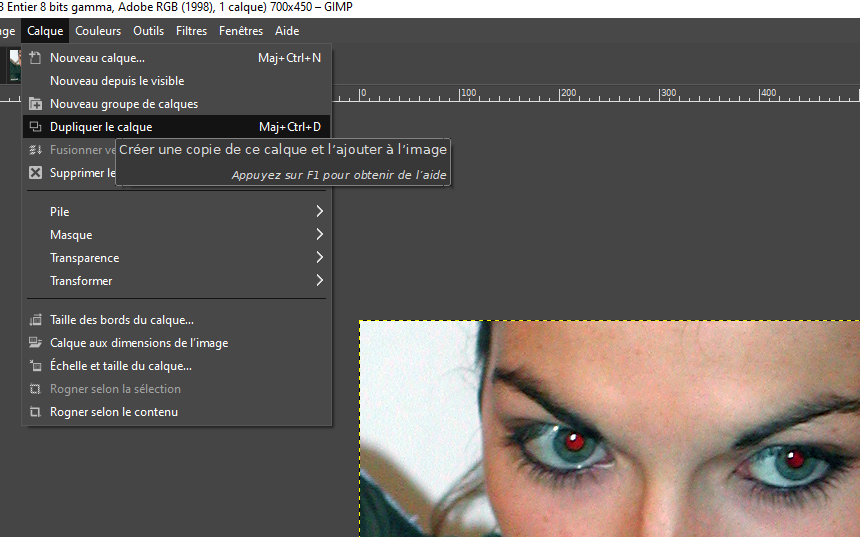 8 Entier 8 bits gamma, Adobe RGB (1998), 1 calque) 700x450 – GIMP
ge Calque Couleurs Outils Filtres Fenêtres Aide
Nouveau calque... Maj+Ctrl+N
Nouveau depuis le visible
Nouveau groupe de calques
0 100 200 300 400
Dupliquer le calque Maj+Ctrl+D
Fusionner ve
Créer une copie de ce calque et l’ajouter à l’image
Supprimer le
Appuyez sur F1 pour obtenir de l’aide
Pile
Masque
Transparence
Transformer
Taille des bords du calque...
Calque aux dimensions de l’image
Échelle et taille du calque...
Rogner selon la sélection
Rogner selon le contenu